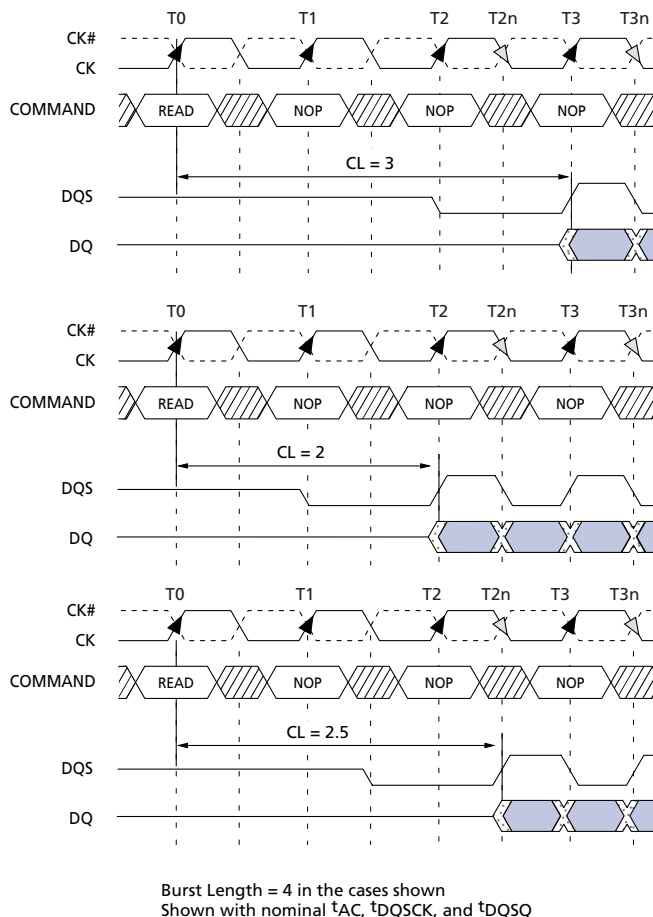 T0 T1 T2 T2n T3 T3n
CK#
CK
COMMAND READ NOP NOP NOP
CL = 3
DQS
DQ
T0 T1 T2 T2n T3 T3n
CK#
CK
COMMAND READ NOP NOP NOP
CL = 2
DQS
DQ
T0 T1 T2 T2n T3 T3n
CK#
CK
COMMAND READ NOP NOP NOP
CL = 2.5
DQS
DQ
Burst Length = 4 in the cases shown
Shown with nominal tAC, tDQSCK, and tDQSQ